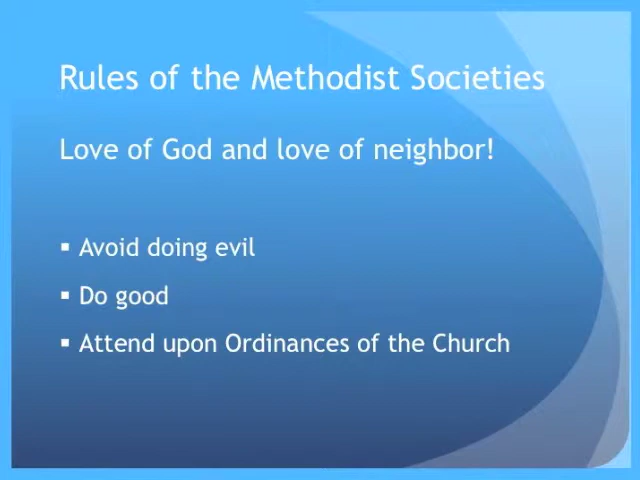 Rules of the Methodist Societies
Love of God and love of neighbor!
▪ Avoid doing evil
▪ Do good
▪ Attend upon Ordinances of the Church